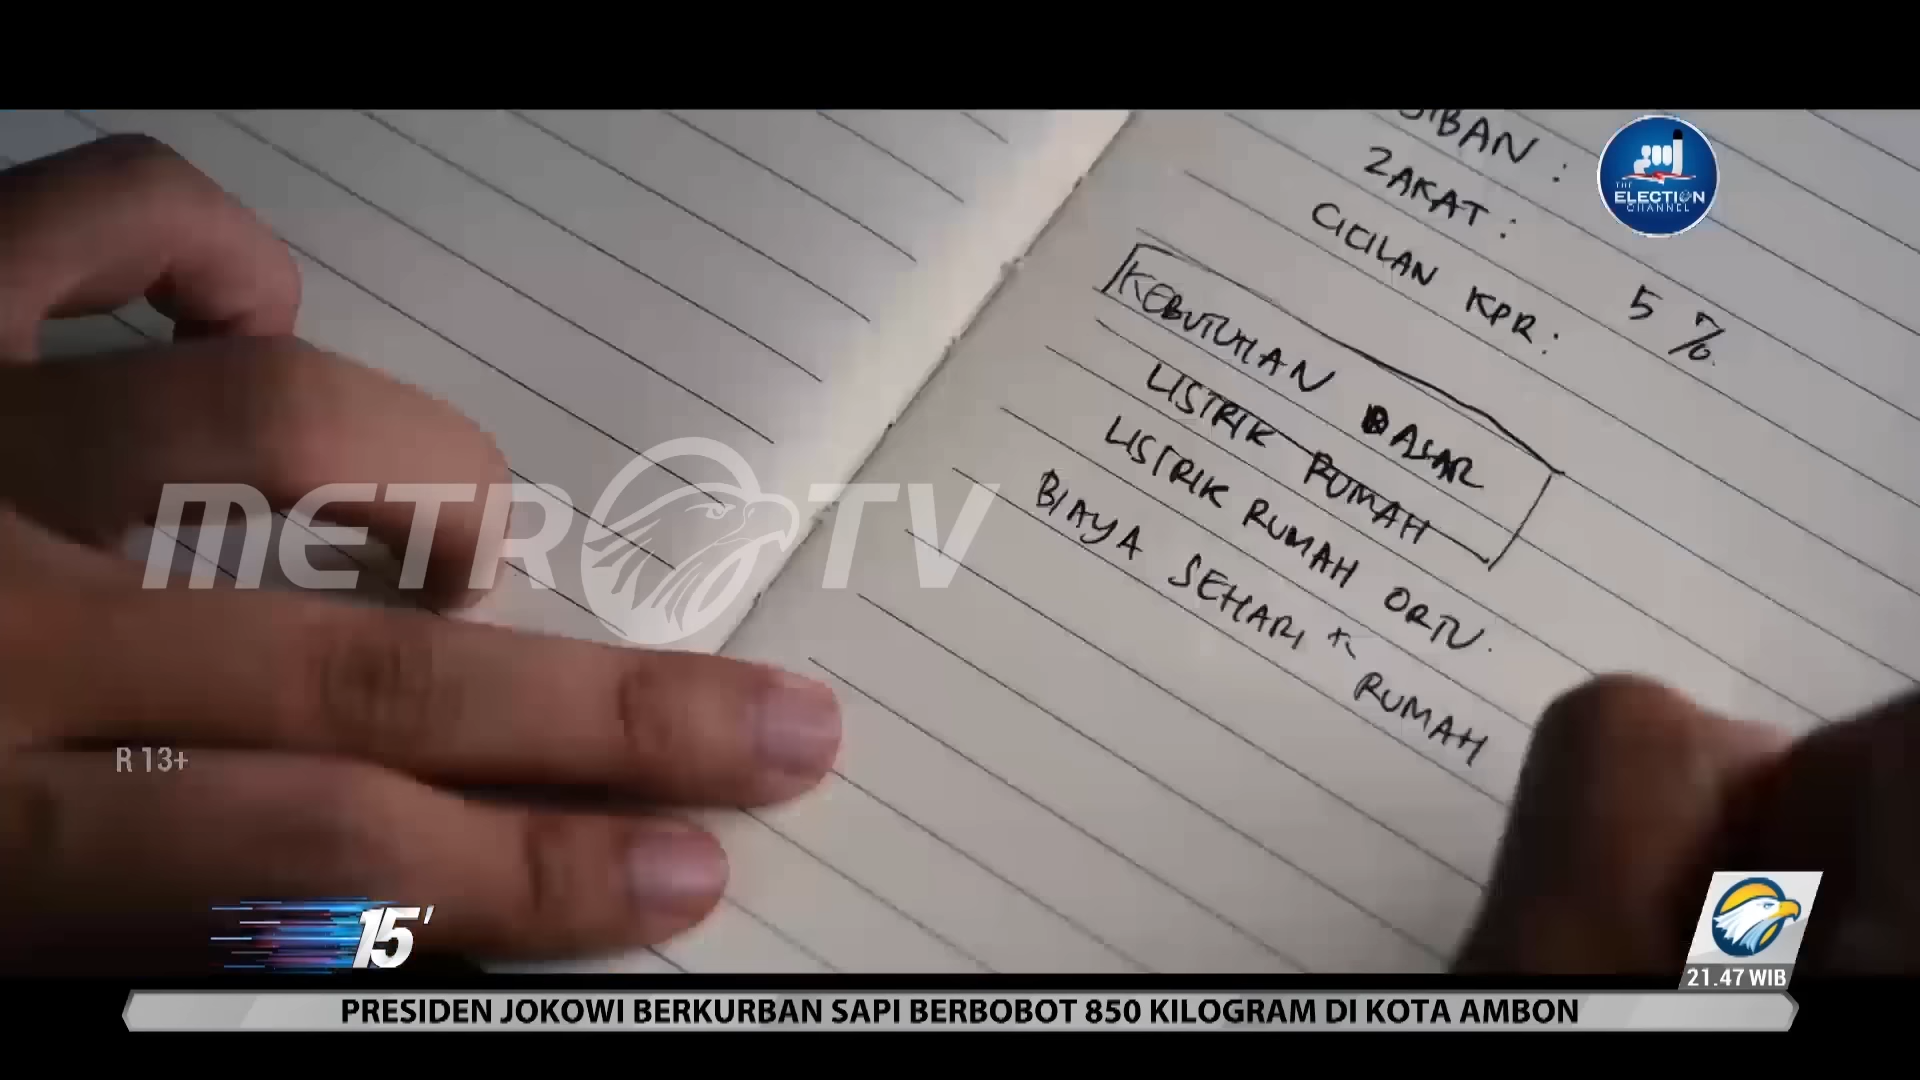 ZAKAT :
5 %
CICILAN KPR :
KEBUTUHAN DASAR
LISTRIK RUMAH
LISTRIK RUMAH ORTU
BIAYA SEHARI RUMAH
THE
ELECTION
CHANNEL
METRO TV
R 13+
15'
21.47 WIB
PRESIDEN JOKOWI BERKURBAN SAPI BERBOBOT 850 KILOGRAM DI KOTA AMBON